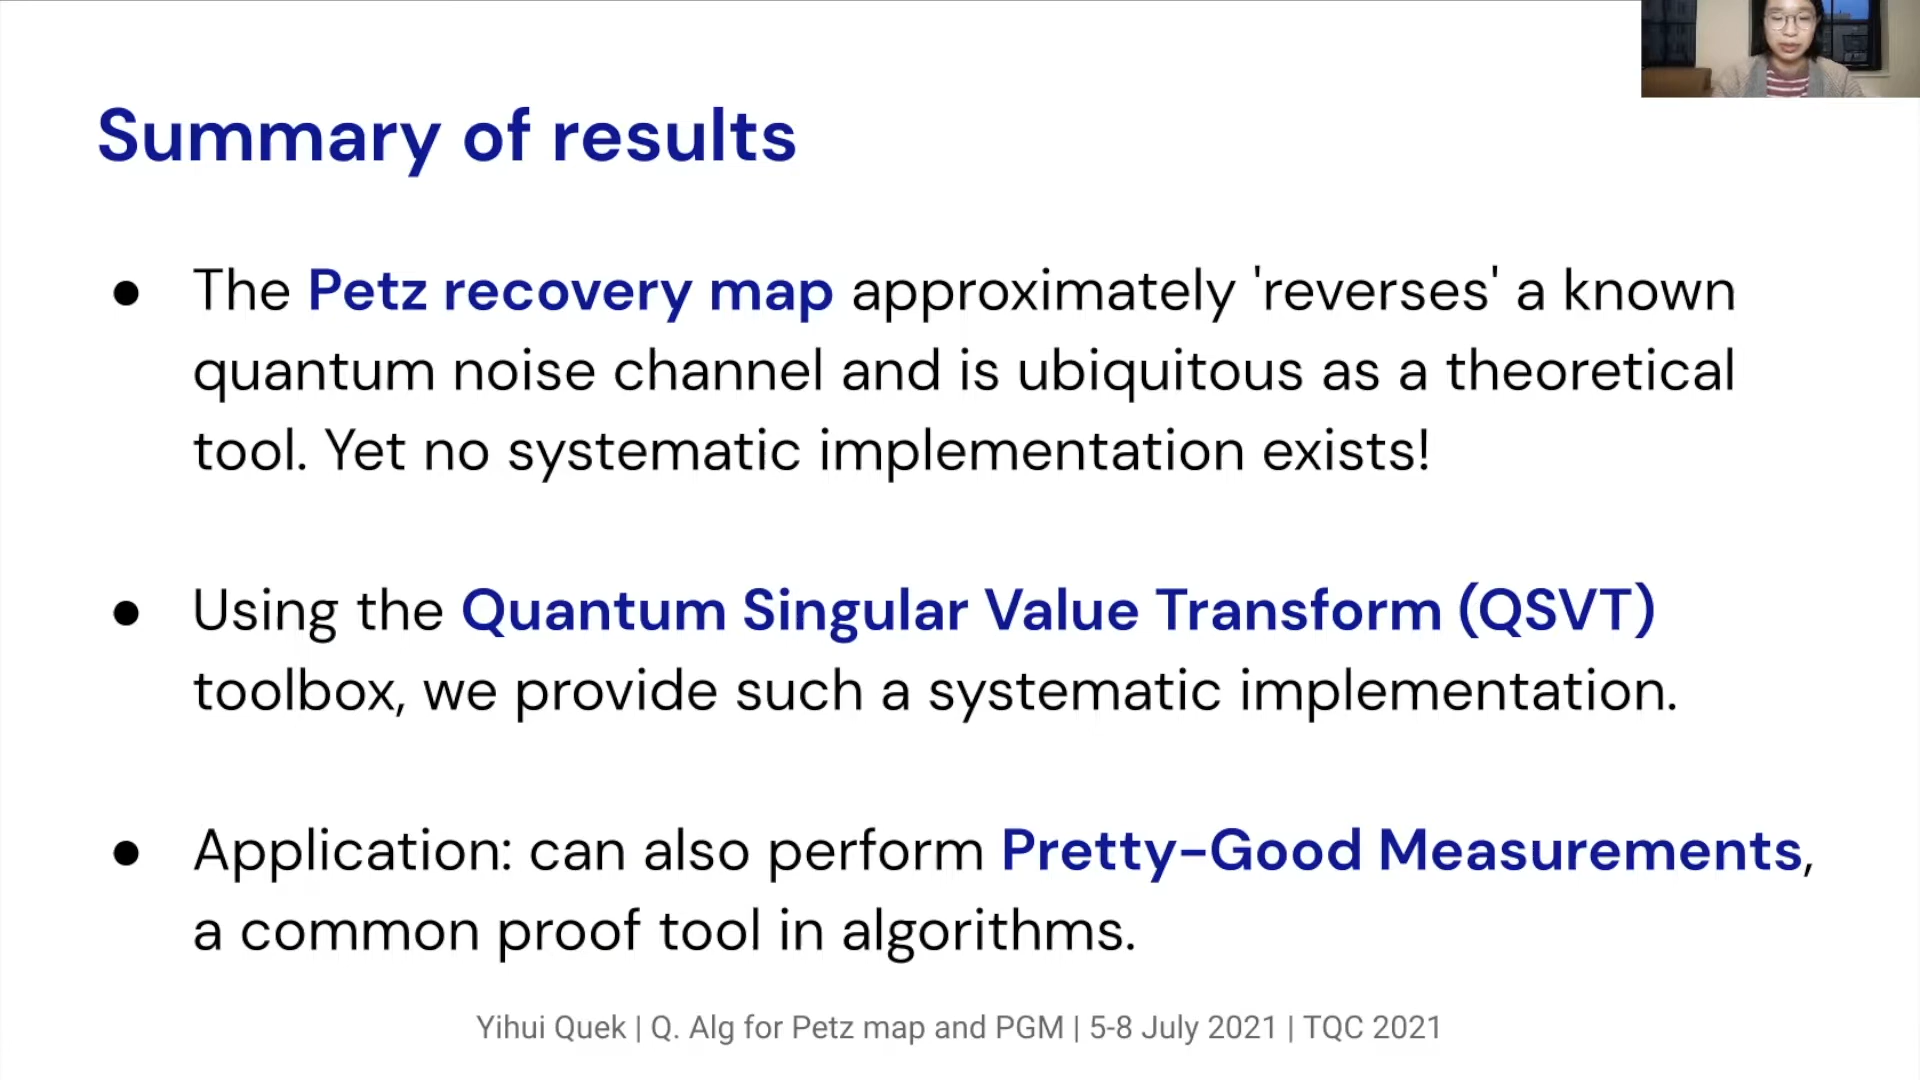 Summary of results
● The Petz recovery map approximately 'reverses' a known
quantum noise channel and is ubiquitous as a theoretical
tool. Yet no systematic implementation exists!
● Using the Quantum Singular Value Transform (QSVT)
toolbox, we provide such a systematic implementation.
● Application: can also perform Pretty-Good Measurements,
a common proof tool in algorithms.
Yihui Quek | Q. Alg for Petz map and PGM | 5-8 July 2021 | TQC 2021